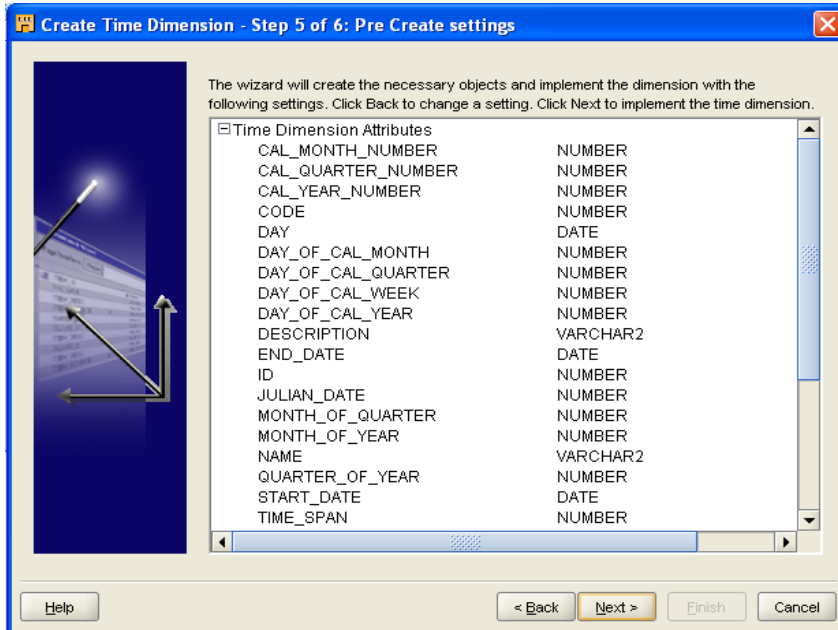 Create Time Dimension - Step 5 of 6: Pre Create settings
The wizard will create the necessary objects and implement the dimension with the
following settings. Click Back to change a setting. Click Next to implement the time dimension.
Time Dimension Attributes
CAL_MONTH_NUMBER NUMBER
CAL_QUARTER_NUMBER NUMBER
CAL_YEAR_NUMBER NUMBER
CODE NUMBER
DAY DATE
DAY_OF_CAL_MONTH NUMBER
DAY_OF_CAL_QUARTER NUMBER
DAY_OF_CAL_WEEK NUMBER
DAY_OF_CAL_YEAR NUMBER
DESCRIPTION VARCHAR2
END_DATE DATE
ID NUMBER
JULIAN_DATE NUMBER
MONTH_OF_QUARTER NUMBER
MONTH_OF_YEAR NUMBER
NAME VARCHAR2
QUARTER_OF_YEAR NUMBER
START_DATE DATE
TIME_SPAN NUMBER
Help < Back Next > Finish Cancel